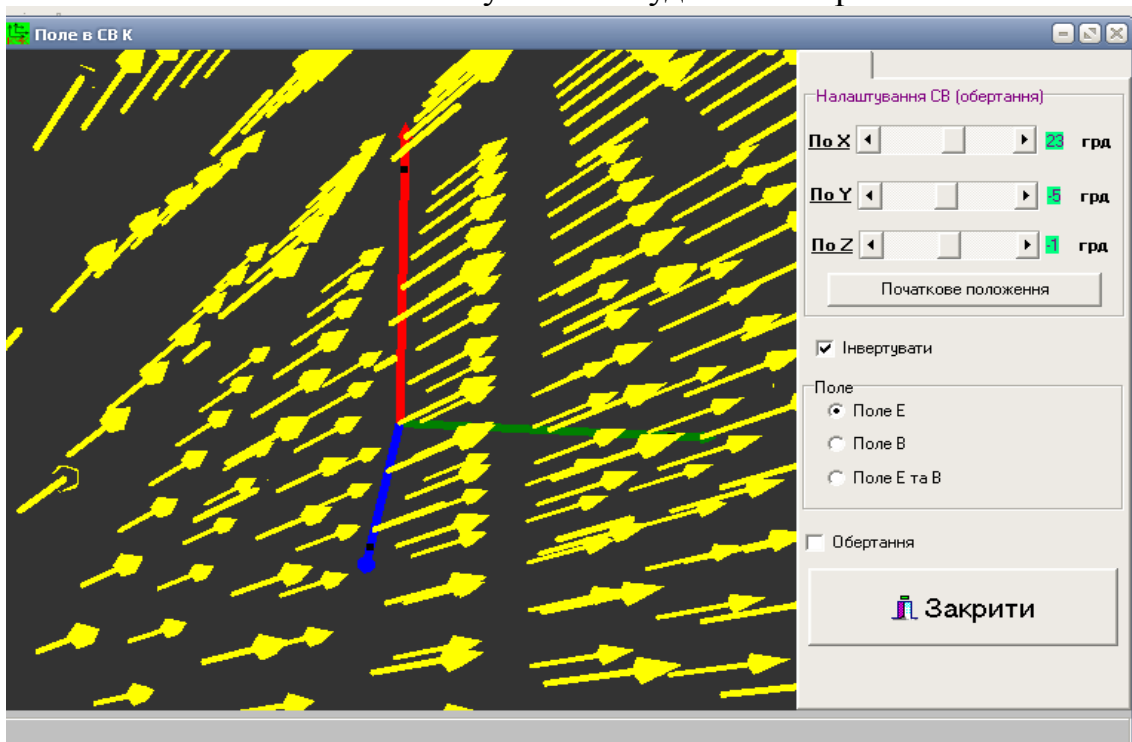 Поле в СВ К
Налаштування СВ (обертання)
По X 23 грд
По Y -5 грд
По Z -1 грд
Початкове положення
Інвертувати
Поле
Поле E
Поле B
Поле E та B
Обертання
Закрити